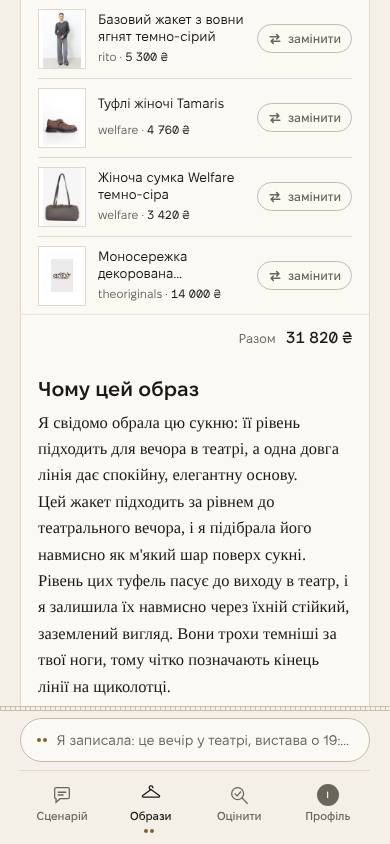 Базовий жакет з вовни
ягнят темно-сірий
rito · 5 300 ₴
замінити
Туфлі жіночі Tamaris
welfare · 4 760 ₴
замінити
Жіноча сумка Welfare
темно-сіра
welfare · 3 420 ₴
замінити
Моносережка
декорована...
theoriginals · 14 000 ₴
замінити
Разом 31 820 ₴
Чому цей образ
Я свідомо обрала цю сукню: її рівень
підходить для вечора в театрі, а одна довга
лінія дає спокійну, елегантну основу.
Цей жакет підходить за рівнем до
театрального вечора, і я підібрала його
навмисно як м'який шар поверх сукні.
Рівень цих туфель пасує до виходу в театр, і
я залишила їх навмисно через їхній стійкий,
заземлений вигляд. Вони трохи темніші за
твої ноги, тому чітко позначають кінець
лінії на щиколотці.
Я записала: це вечір у театрі, вистава о 19:...
Сценарій
Образи
Оцінити
І
Профіль